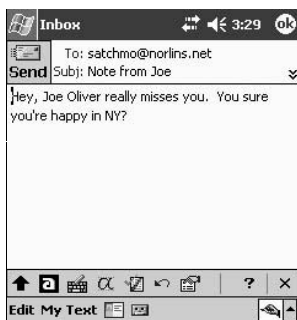 Inbox 3:29 ok
To: satchmo@norlins.net
Send Subj: Note from Joe
Hey, Joe Oliver really misses you. You sure
you're happy in NY?
a α ? ×
Edit My Text